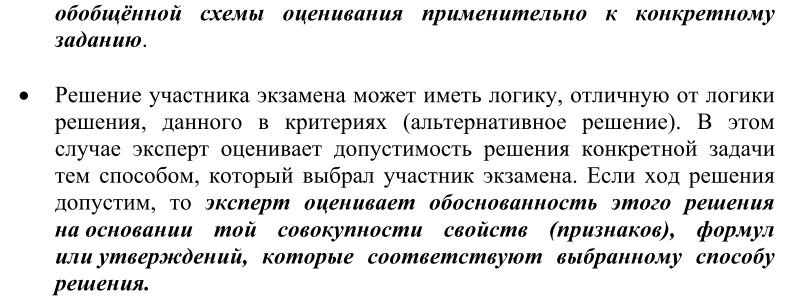 обобщённой схемы оценивания применительно к конкретному
заданию.
• Решение участника экзамена может иметь логику, отличную от логики
решения, данного в критериях (альтернативное решение). В этом
случае эксперт оценивает допустимость решения конкретной задачи
тем способом, который выбрал участник экзамена. Если ход решения
допустим, то эксперт оценивает обоснованность этого решения
на основании той совокупности свойств (признаков), формул
или утверждений, которые соответствуют выбранному способу
решения.